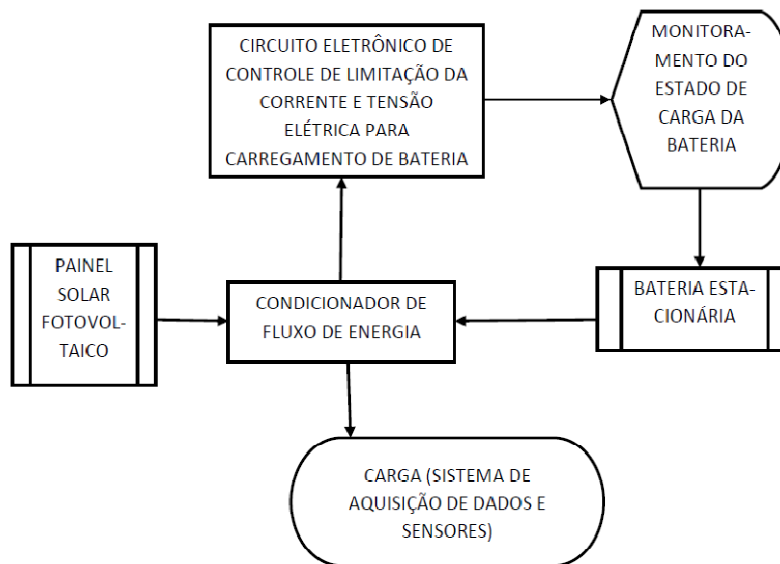 CIRCUITO ELETRÔNICO DE
CONTROLE DE LIMITAÇÃO DA
CORRENTE E TENSÃO
ELÉTRICA PARA
CARREGAMENTO DE BATERIA
MONITORA-
MENTO DO
ESTADO DE
CARGA DA
BATERIA
PAINEL
SOLAR
FOTOVOL-
TAICO
CONDICIONADOR DE
FLUXO DE ENERGIA
BATERIA ESTA-
CIONÁRIA
CARGA (SISTEMA DE
AQUISIÇÃO DE DADOS E
SENSORES)